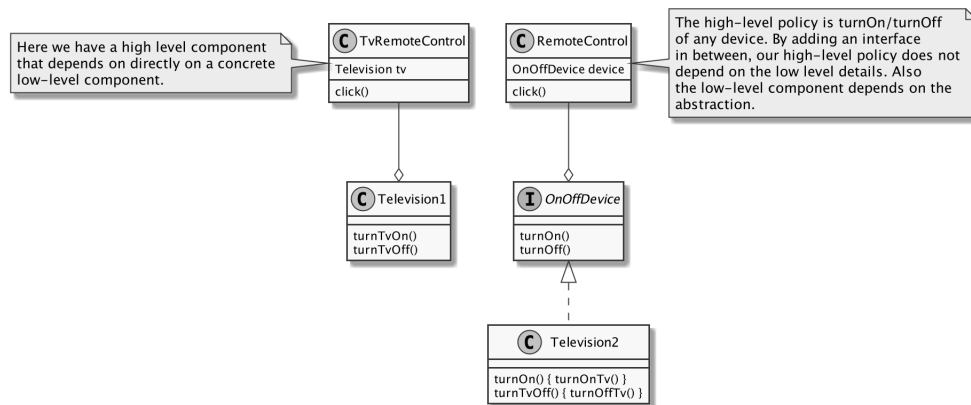 Here we have a high level component
that depends on directly on a concrete
low-level component.
C TvRemoteControl
Television tv
click()
C RemoteControl
OnOffDevice device
click()
The high-level policy is turnOn/turnOff
of any device. By adding an interface
in between, our high-level policy does not
depend on the low level details. Also
the low-level component depends on the
abstraction.
C Television1
turnTvOn()
turnTvOff()
I OnOffDevice
turnOn()
turnOff()
C Television2
turnOn() { turnOnTv() }
turnTvOff() { turnOffTv() }